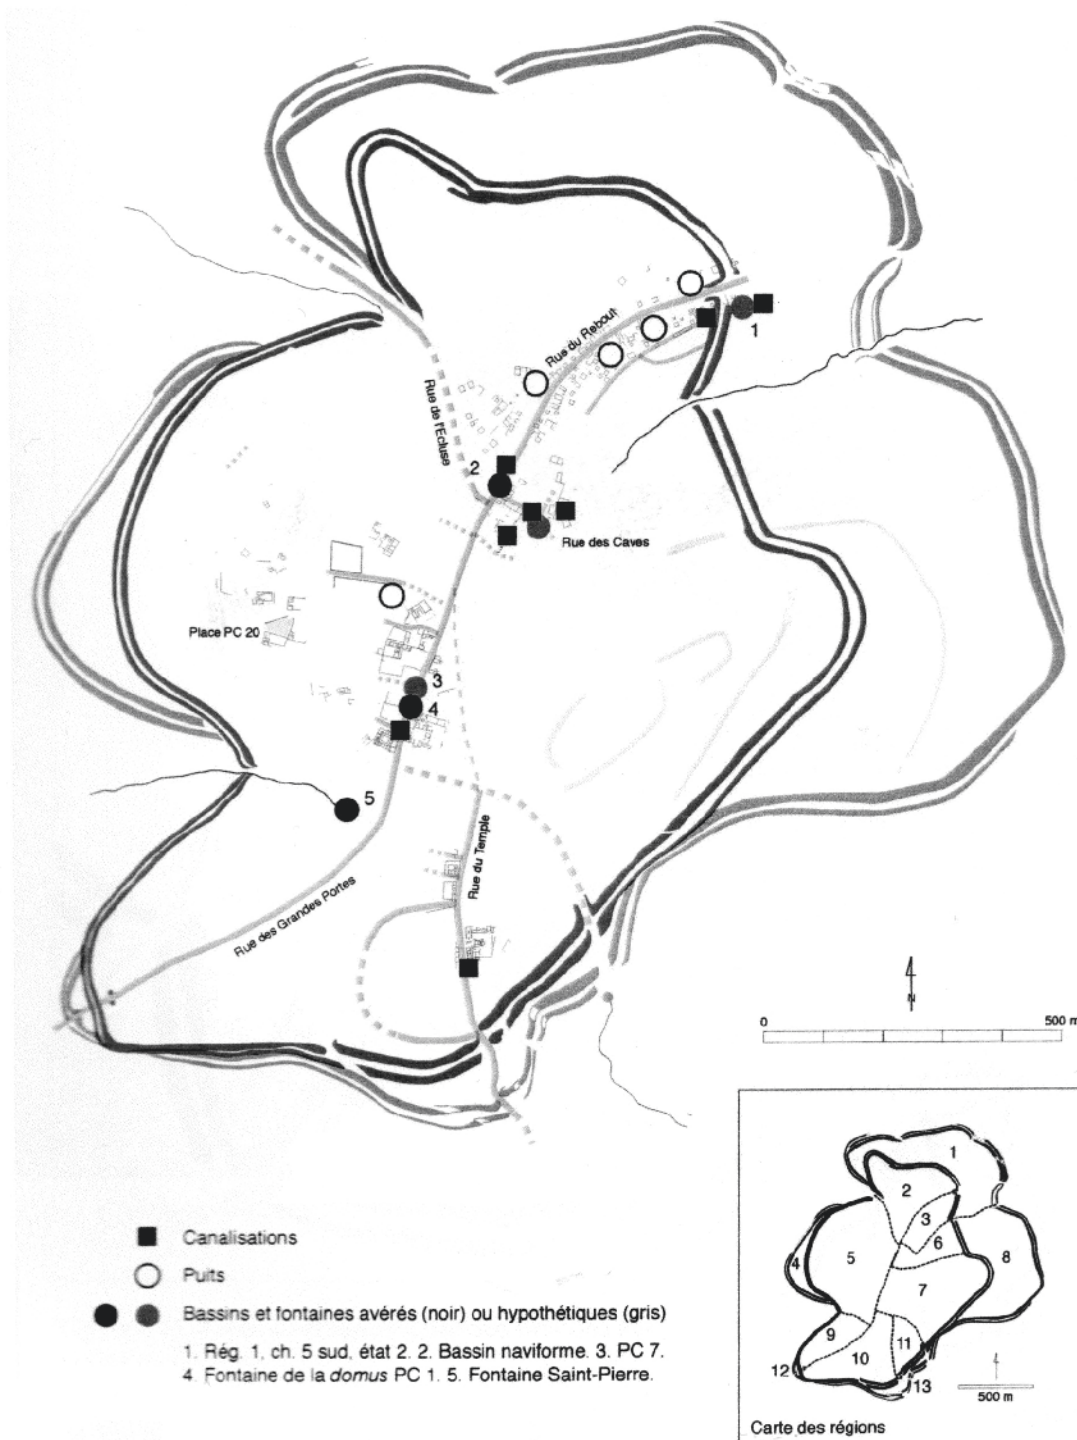 1
Rue du Rebout
Rue de l'Ecluse
2
Rue des Caves
Place PC 20
3
4
5
Rue du Temple
Rue des Grandes Portes
N
0 500 m
Canalisations
Puits
Bassins et fontaines avérés (noir) ou hypothétiques (gris)
1. Rég. 1, ch. 5 sud, état 2. 2. Bassin naviforme. 3. PC 7.
4. Fontaine de la domus PC 1. 5. Fontaine Saint-Pierre.
1
2
3
6
4
5
8
7
9
11
12
10
13
500 m
Carte des régions